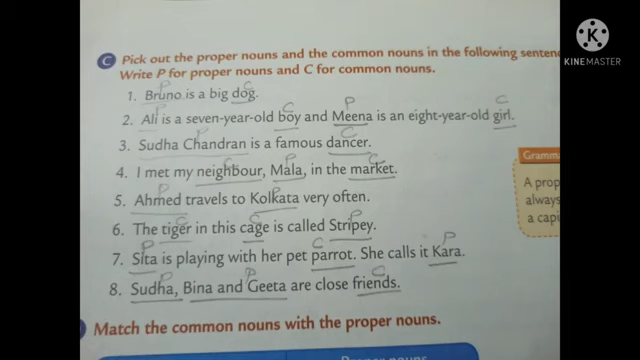 C Pick out the proper nouns and the common nouns in the following senten
Write P for proper nouns and C for common nouns.
K
KINEMASTER
P C
1. Bruno is a big dog.
P C P C
2. Ali is a seven-year-old boy and Meena is an eight-year-old girl.
P C
3. Sudha Chandran is a famous dancer.
C P C
4. I met my neighbour, Mala, in the market.
Gramma
P P
5. Ahmed travels to Kolkata very often.
A prop
always
a capi
C C P
6. The tiger in this cage is called Stripey.
P C P
7. Sita is playing with her pet parrot. She calls it Kara.
P P C
8. Sudha, Bina and Geeta are close friends.
Match the common nouns with the proper nouns.
Proper nouns